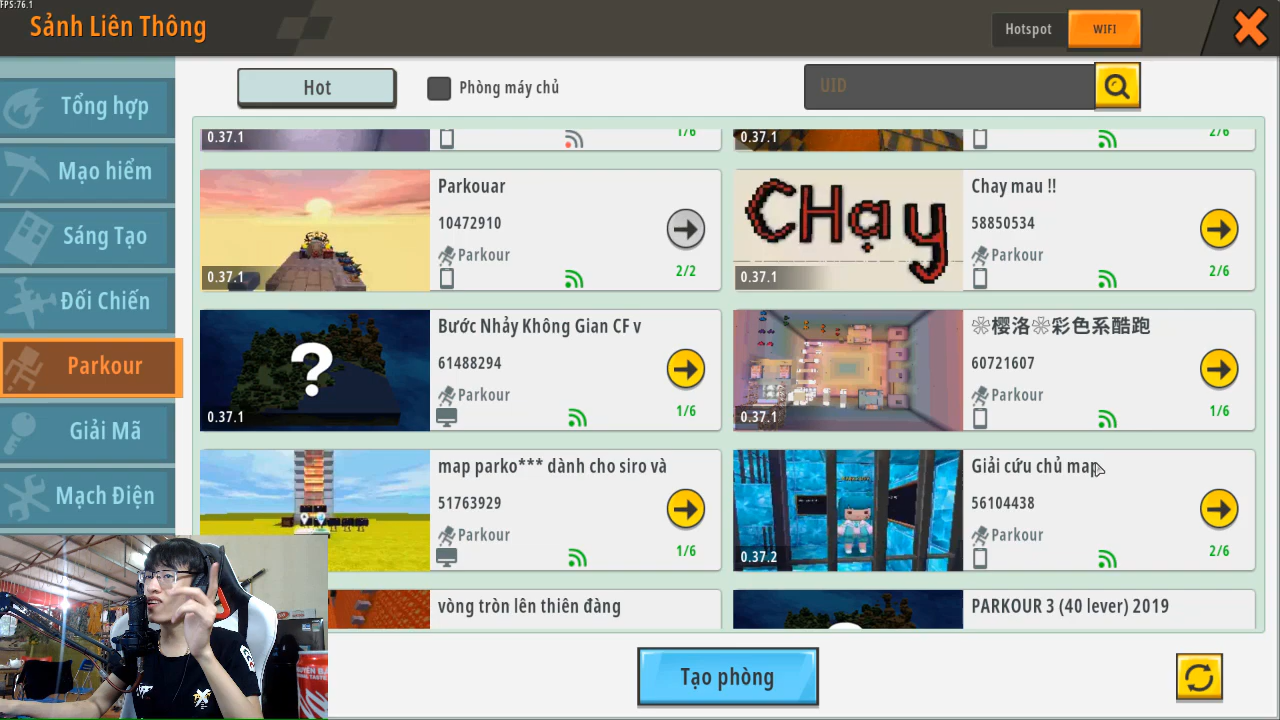 FPS:76.1
Sảnh Liên Thông
Hotspot
WIFI
Tổng hợp
Mạo hiểm
Sáng Tạo
Đối Chiến
Parkour
Giải Mã
Mạch Điện
Hot
Phòng máy chủ
UID
0.37.1
1/6
0.37.1
2/6
Parkouar
10472910
Parkour
0.37.1
2/2
CHạy
Chay mau !!
58850534
Parkour
0.37.1
2/6
Bước Nhảy Không Gian CF v
61488294
Parkour
?
0.37.1
1/6
❊樱洛❊彩色系酷跑
60721607
Parkour
0.37.1
1/6
map parko*** dành cho siro và
51763929
Parkour
1/6
Giải cứu chủ map
56104438
Parkour
0.37.2
2/6
vòng tròn lên thiên đàng
PARKOUR 3 (40 lever) 2019
Tạo phòng